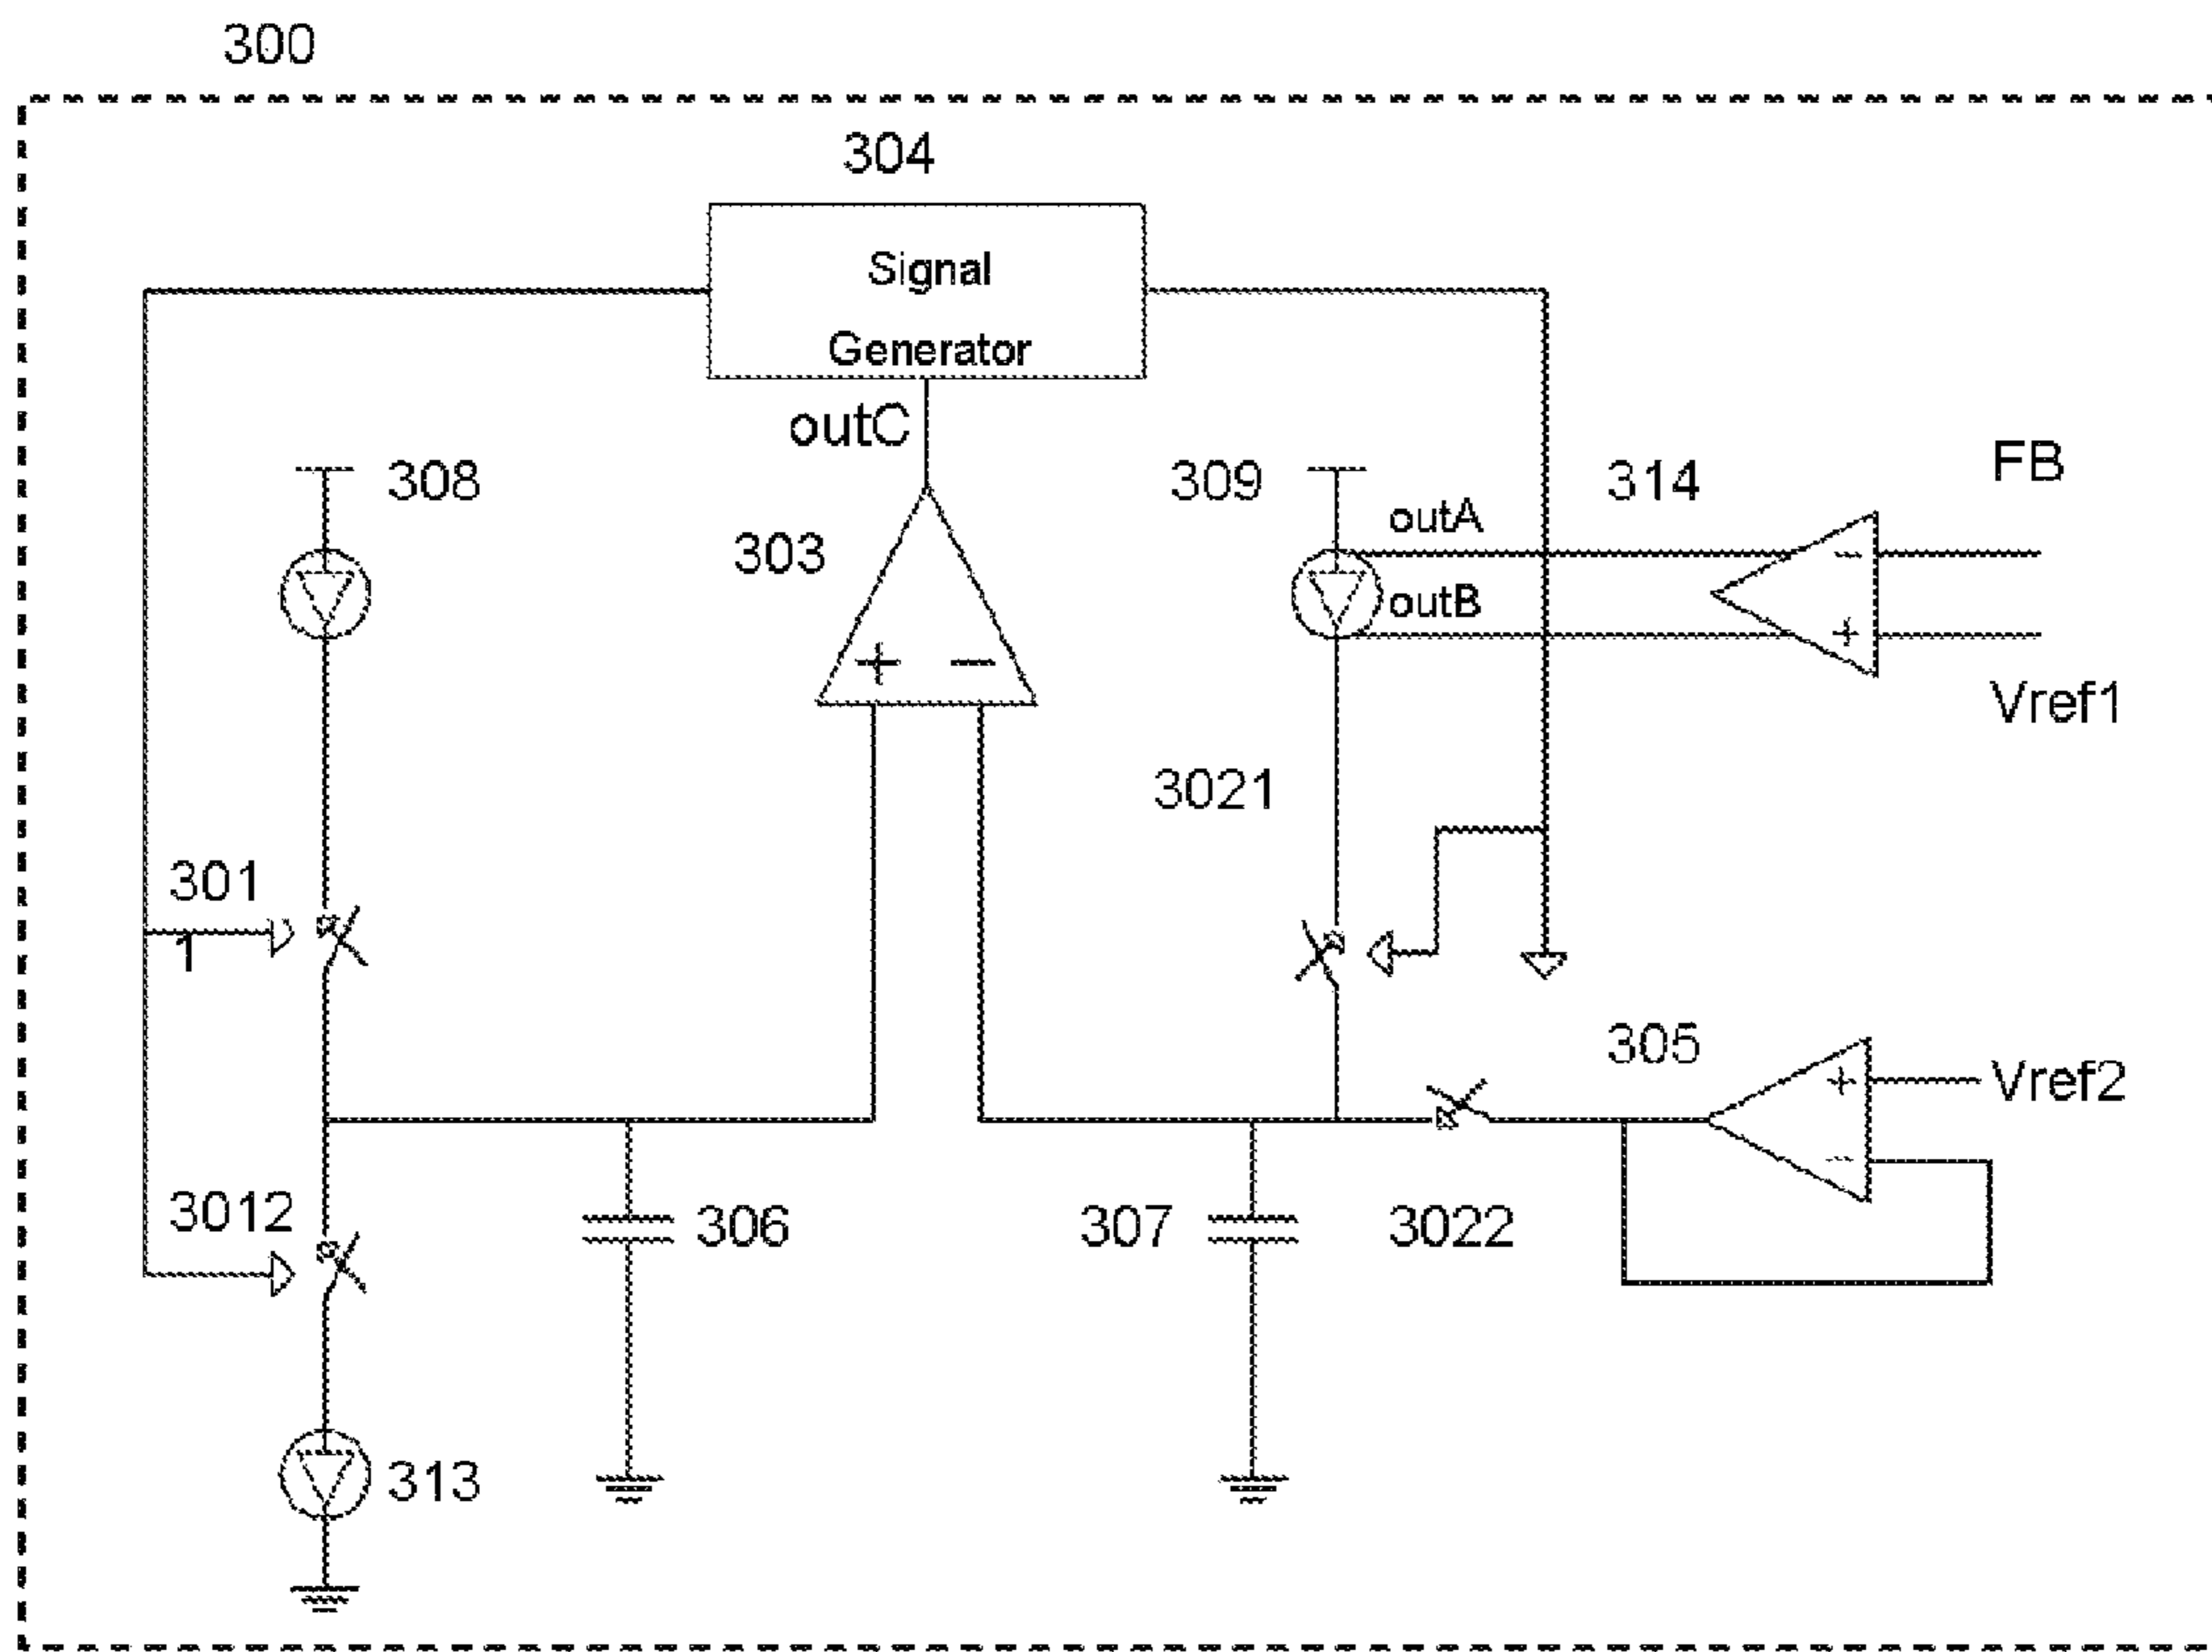 300
304
Signal
Generator
outC
308
309
314
FB
outA
303
outB
+ −
− 
+
Vref1
3021
301
1
305
+
Vref2
−
3012
306
307
3022
313